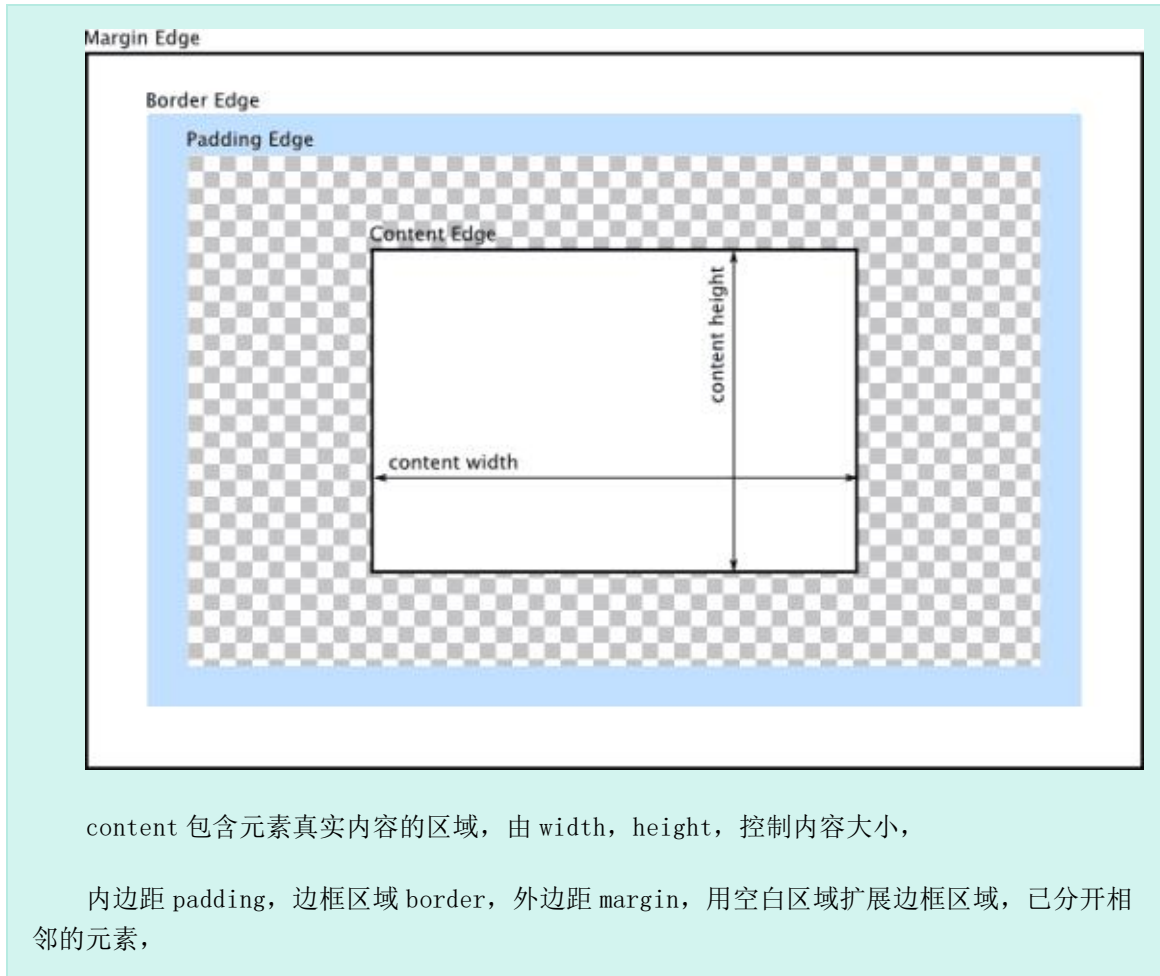 Margin Edge
Border Edge
Padding Edge
Content Edge
content height
content width
content 包含元素真实内容的区域，由 width，height，控制内容大小，
内边距 padding，边框区域 border，外边距 margin，用空白区域扩展边框区域，已分开相
邻的元素，